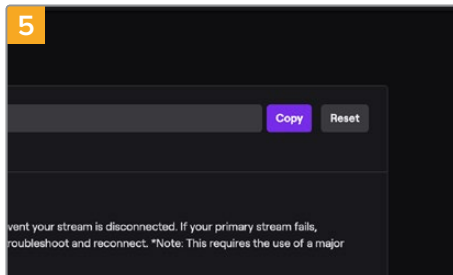 5
Copy Reset
vent your stream is disconnected. If your primary stream fails,
roubleshoot and reconnect. *Note: This requires the use of a major